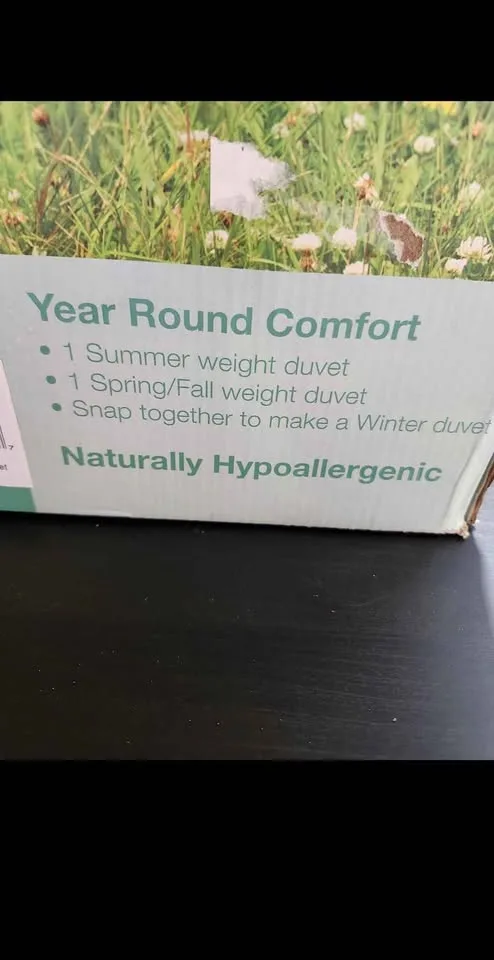 Year Round Comfort
• 1 Summer weight duvet
• 1 Spring/Fall weight duvet
• Snap together to make a Winter duvet
Naturally Hypoallergenic
7